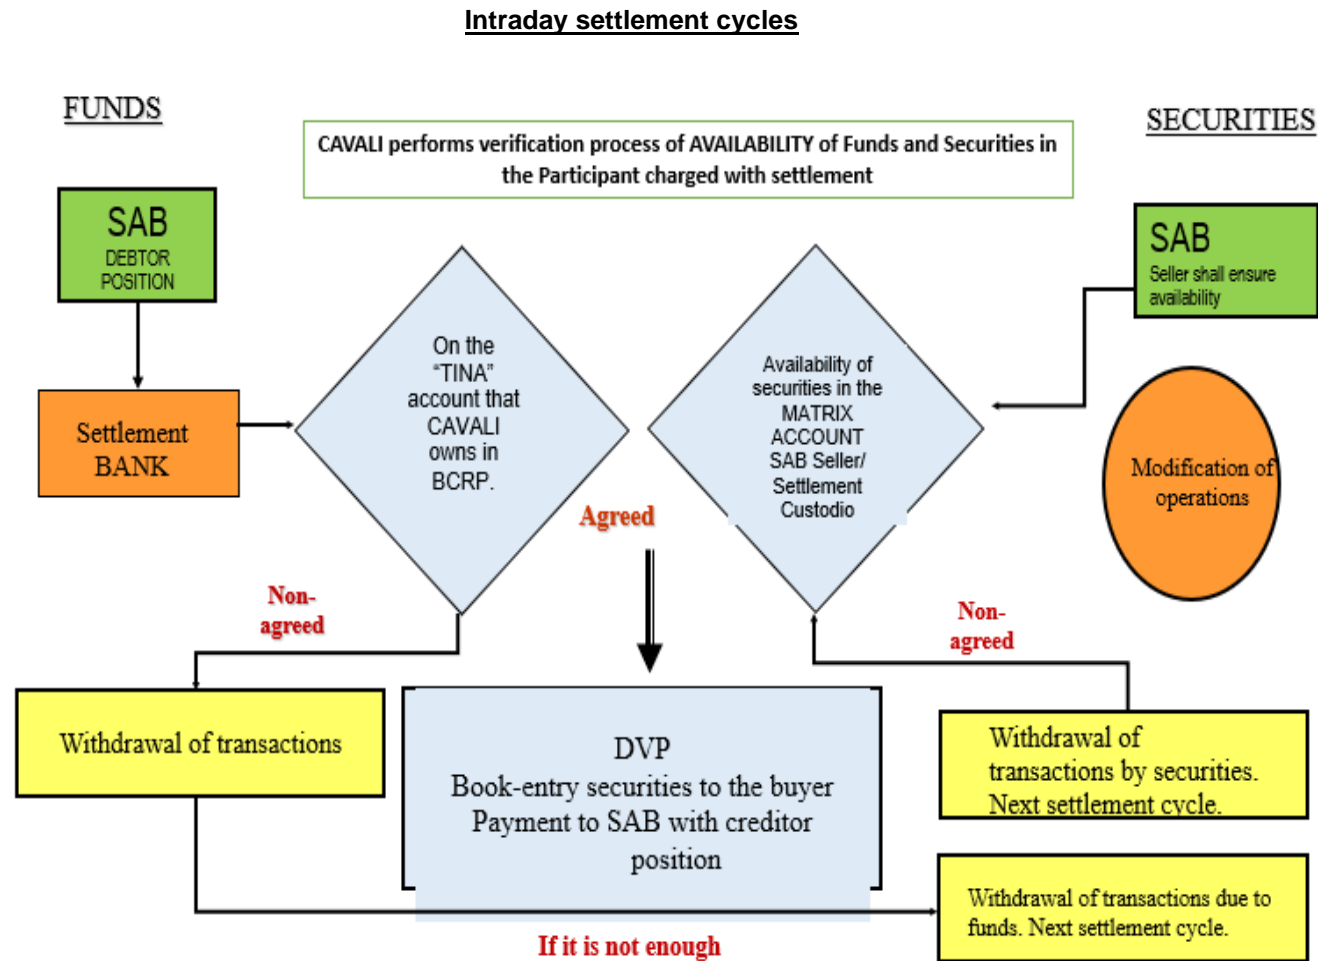 Intraday settlement cycles
FUNDS
SECURITIES
CAVALI performs verification process of AVAILABILITY of Funds and Securities in
the Participant charged with settlement
SAB
DEBTOR
POSITION
SAB
Seller shall ensure
availability
Settlement
BANK
On the
“TINA”
account that
CAVALI
owns in
BCRP.
Availability of
securities in the
MATRIX
ACCOUNT
SAB Seller/
Settlement
Custodio
Modification of
operations
Agreed
Non-
agreed
Non-
agreed
Withdrawal of transactions
DVP
Book-entry securities to the buyer
Payment to SAB with creditor
position
Withdrawal of
transactions by securities.
Next settlement cycle.
Withdrawal of transactions due to
funds. Next settlement cycle.
If it is not enough